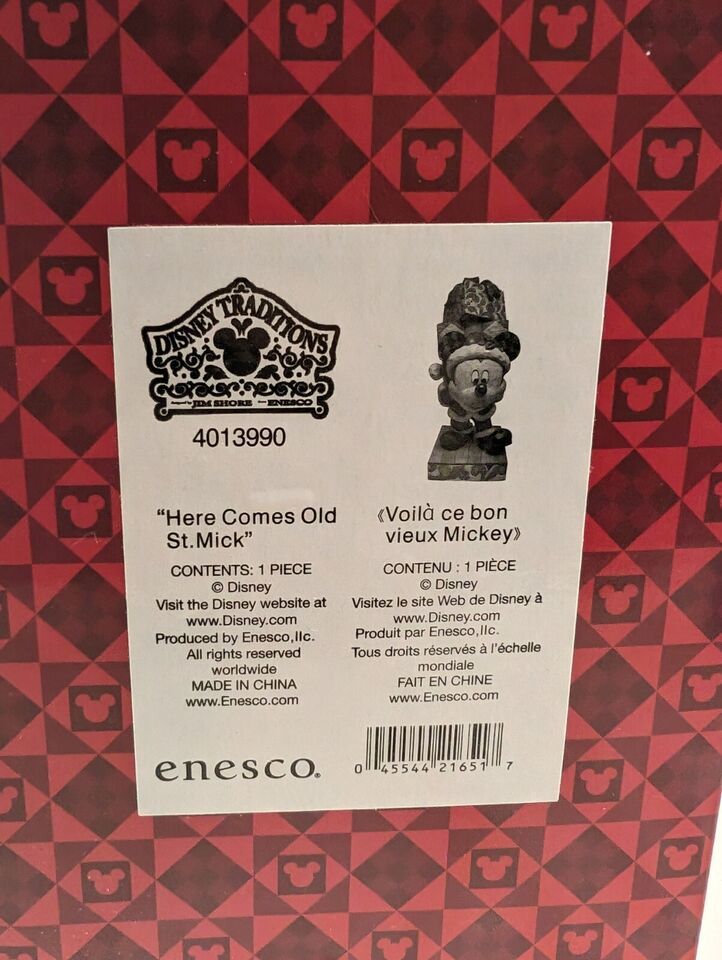 DISNEY TRADITIONS
designed by JIM SHORE from ENESCO
4013990
“Here Comes Old
St.Mick”
CONTENTS: 1 PIECE
© Disney
Visit the Disney website at
www.Disney.com
Produced by Enesco,llc.
All rights reserved
worldwide
MADE IN CHINA
www.Enesco.com
enesco®
《Voilà ce bon
vieux Mickey》
CONTENU : 1 PIÈCE
© Disney
Visitez le site Web de Disney à
www.Disney.com
Produit par Enesco,llc.
Tous droits réservés à l'échelle
mondiale
FAIT EN CHINE
www.Enesco.com
0 45544 21651 7